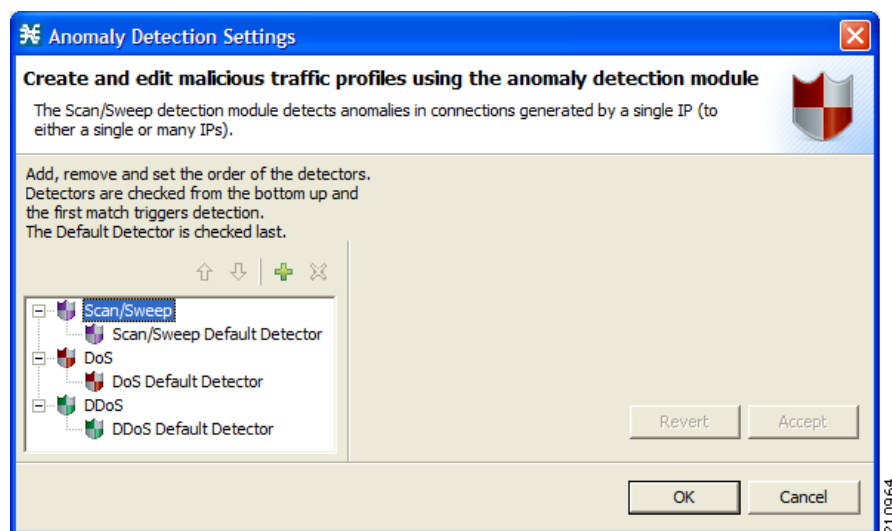 Anomaly Detection Settings
Create and edit malicious traffic profiles using the anomaly detection module
The Scan/Sweep detection module detects anomalies in connections generated by a single IP (to
either a single or many IPs).
Add, remove and set the order of the detectors.
Detectors are checked from the bottom up and
the first match triggers detection.
The Default Detector is checked last.
Scan/Sweep
Scan/Sweep Default Detector
DoS
DoS Default Detector
DDoS
DDoS Default Detector
Revert
Accept
OK
Cancel
210964